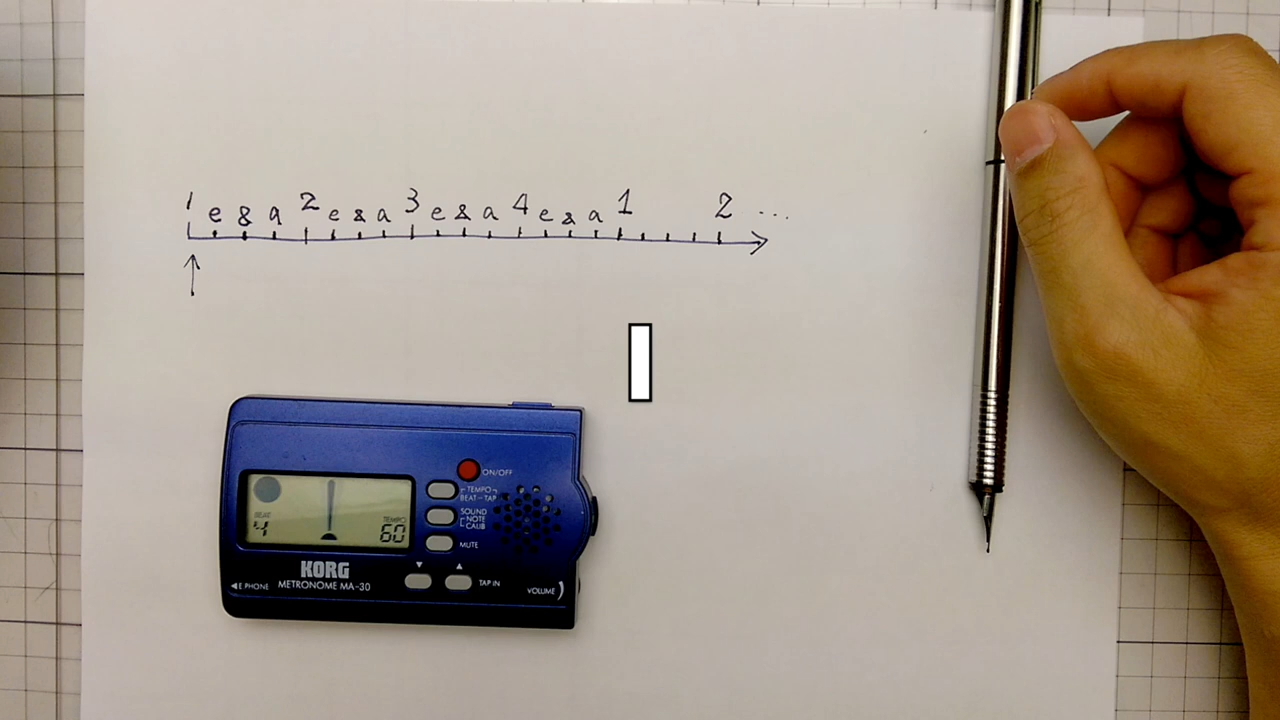 1 e & a 2 e & a 3 e & a 4 e & a 1 2 ...
ON/OFF
TEMPO
BEAT-TAP
SOUND
NOTE
CALIB
BEAT
4
TEMPO
60
MUTE
KORG
METRONOME MA-30
E PHONE
TAP IN
VOLUME